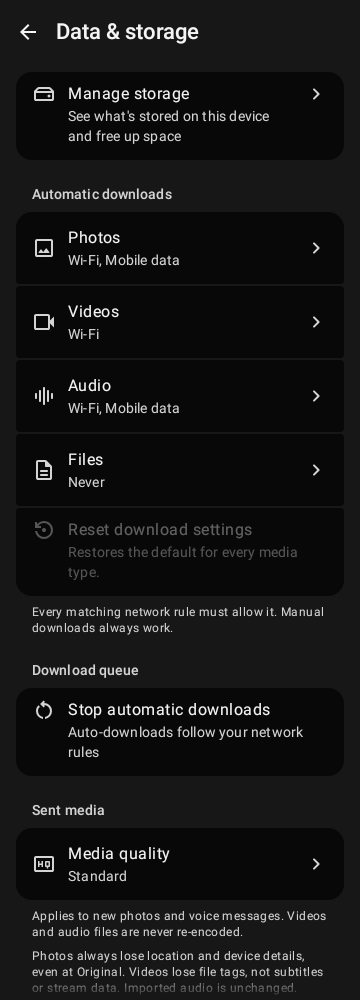 Data & storage
Manage storage
See what's stored on this device
and free up space
Automatic downloads
Photos
Wi-Fi, Mobile data
Videos
Wi-Fi
Audio
Wi-Fi, Mobile data
Files
Never
Reset download settings
Restores the default for every media
type.
Every matching network rule must allow it. Manual
downloads always work.
Download queue
Stop automatic downloads
Auto-downloads follow your network
rules
Sent media
HQ
Media quality
Standard
Applies to new photos and voice messages. Videos
and audio files are never re-encoded.
Photos always lose location and device details,
even at Original. Videos lose file tags, not subtitles
or stream data. Imported audio is unchanged.